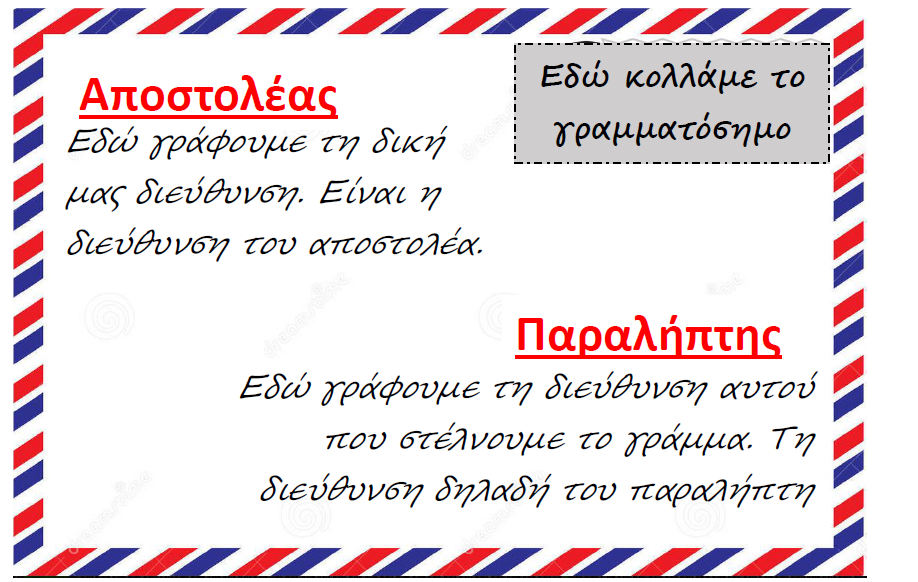 Αποστολέας
Εδώ γράφουμε τη δική
μας διεύθυνση. Είναι η
διεύθυνση του αποστολέα.
Εδώ κολλάμε το
γραμματόσημο
Παραλήπτης
Εδώ γράφουμε τη διεύθυνση αυτού
που στέλνουμε το γράμμα. Τη
διεύθυνση δηλαδή του παραλήπτη